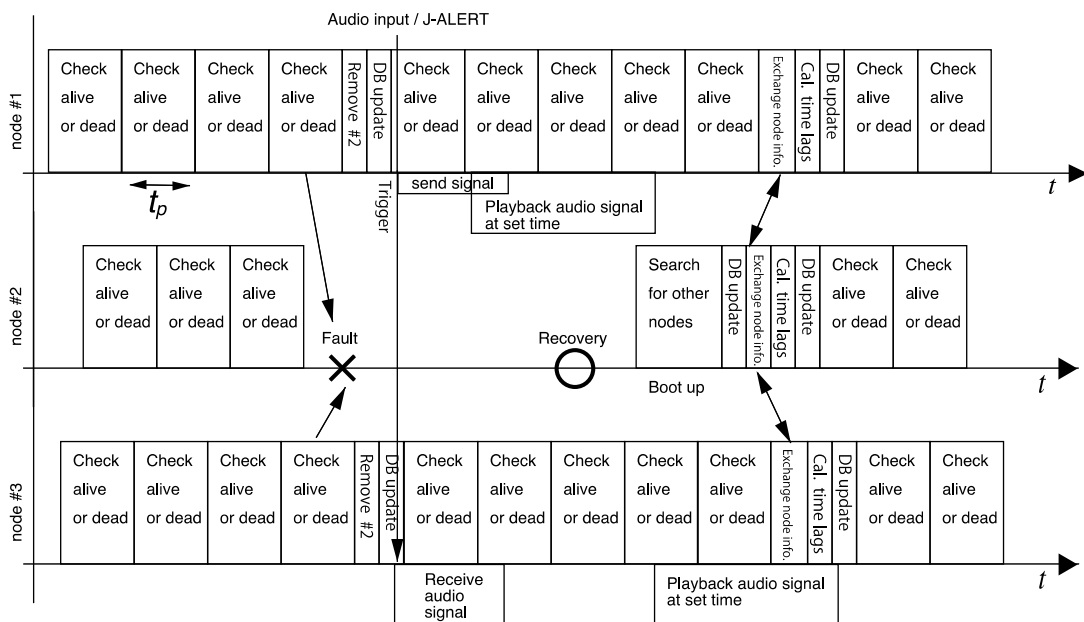 Audio input / J-ALERT
node #1
Check alive or dead
Check alive or dead
Check alive or dead
Check alive or dead
Remove #2
DB update
Check alive or dead
Check alive or dead
Check alive or dead
Check alive or dead
Check alive or dead
Exchange node info.
Cal. time lags
DB update
Check alive or dead
Check alive or dead
t
tp
Trigger
send signal
Playback audio signal
at set time
node #2
Check alive or dead
Check alive or dead
Check alive or dead
Fault
Recovery
Search for other nodes
DB update
Exchange node info.
Cal. time lags
DB update
Check alive or dead
Check alive or dead
Boot up
t
node #3
Check alive or dead
Check alive or dead
Check alive or dead
Check alive or dead
Remove #2
DB update
Check alive or dead
Check alive or dead
Check alive or dead
Check alive or dead
Check alive or dead
Exchange node info.
Cal. time lags
DB update
Check alive or dead
Check alive or dead
t
Receive
audio
signal
Playback audio signal
at set time